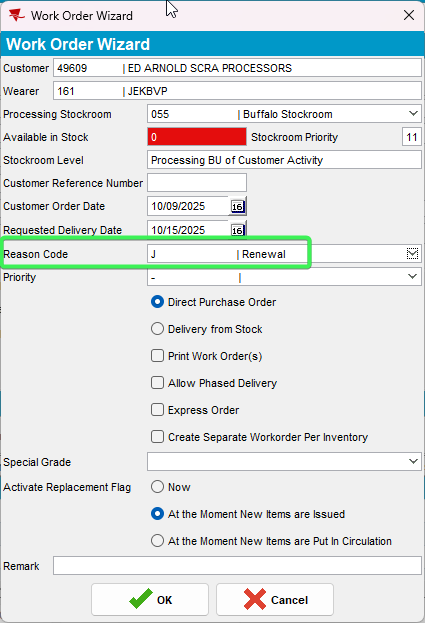 Work Order Wizard
Work Order Wizard
Customer 49609 | ED ARNOLD SCRA PROCESSORS
Wearer 161 | JEKBVP
Processing Stockroom 055 | Buffalo Stockroom
Available in Stock 0 Stockroom Priority 11
Stockroom Level Processing BU of Customer Activity
Customer Reference Number
Customer Order Date 10/09/2025 16
Requested Delivery Date 10/15/2025 16
Reason Code J | Renewal
Priority - |
Direct Purchase Order
Delivery from Stock
Print Work Order(s)
Allow Phased Delivery
Express Order
Create Separate Workorder Per Inventory
Special Grade
Activate Replacement Flag Now
At the Moment New Items are Issued
At the Moment New Items are Put In Circulation
Remark
OK Cancel